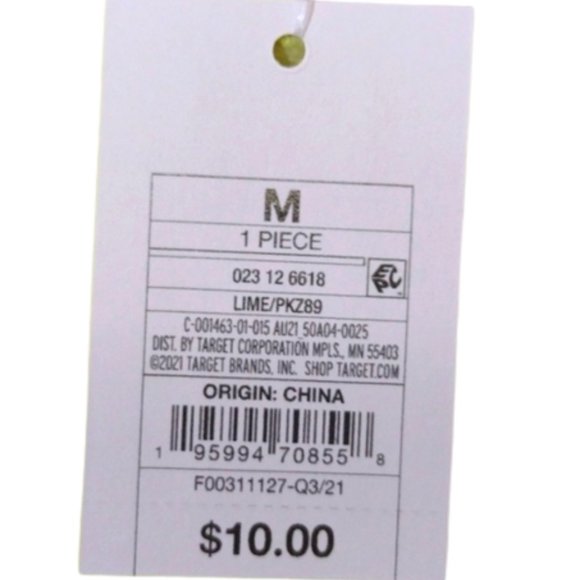 M
1 PIECE
023 12 6618
EPC
LIME/PKZ89
C-001463-01-015 AU21 50A04-0025
DIST. BY TARGET CORPORATION MPLS., MN 55403
©2021 TARGET BRANDS, INC. SHOP TARGET.COM
ORIGIN: CHINA
1 95994 70855 8
F00311127-Q3/21
$10.00